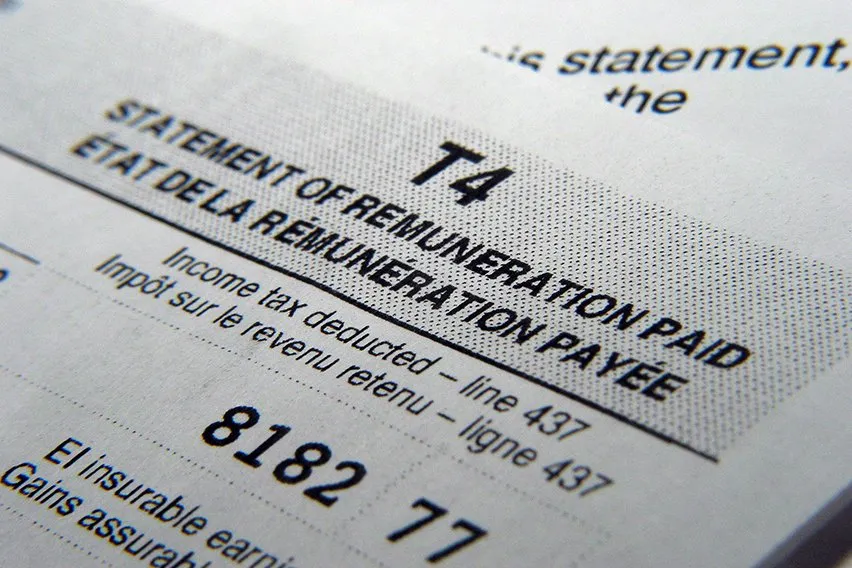 is statement,
the
T4
STATEMENT OF REMUNERATION PAID
ÉTAT DE LA RÉMUNÉRATION PAYÉE
Income tax deducted – line 437
Impôt sur le revenu retenu – ligne 437
8182 77
EI insurable
Gains